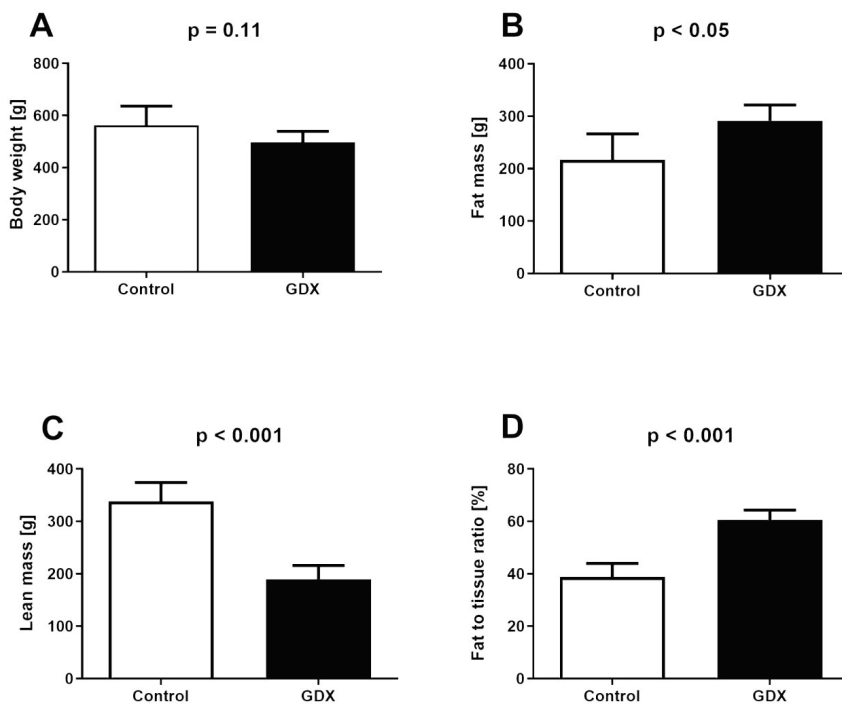 A
p = 0.11
Body weight [g]
800
600
400
200
0
Control
GDX
B
p < 0.05
Fat mass [g]
400
300
200
100
0
Control
GDX
C
p < 0.001
Lean mass [g]
400
300
200
100
0
Control
GDX
D
p < 0.001
Fat to tissue ratio [%]
80
60
40
20
0
Control
GDX